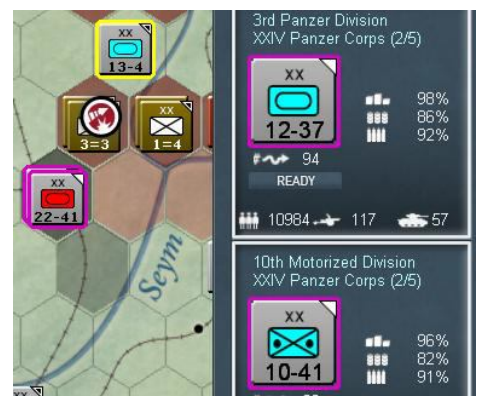 XX
13-4
3=3
XX
1=4
XX
22-41
Seym
3rd Panzer Division
XXIV Panzer Corps (2/5)
XX
12-37
98%
86%
92%
94
READY
10984
117
57
10th Motorized Division
XXIV Panzer Corps (2/5)
XX
10-41
96%
82%
91%